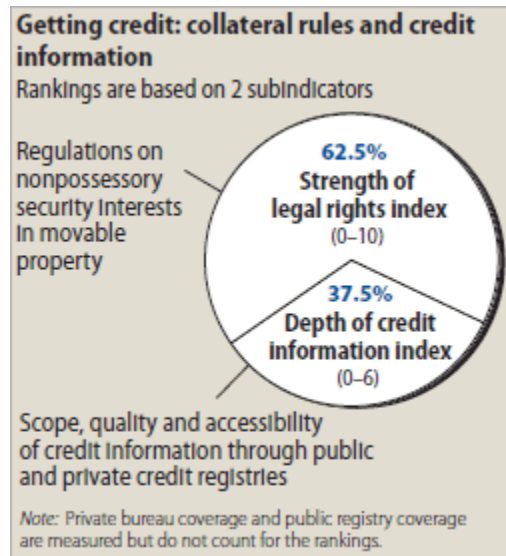 Getting credit: collateral rules and credit
information
Rankings are based on 2 subindicators
Regulations on
nonpossessory
security interests
in movable
property
62.5%
Strength of
legal rights index
(0–10)
37.5%
Depth of credit
information index
(0–6)
Scope, quality and accessibility
of credit information through public
and private credit registries
Note: Private bureau coverage and public registry coverage
are measured but do not count for the rankings.